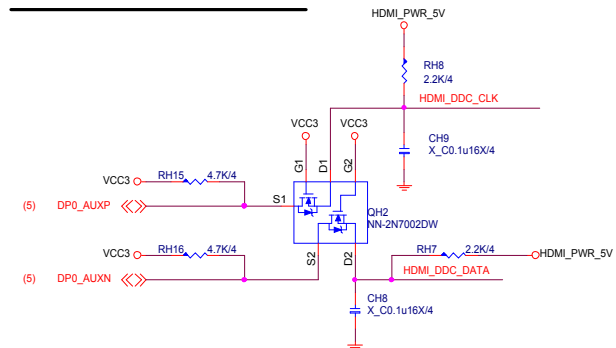 HDMI_PWR_5V
RH8
2.2K/4
HDMI_DDC_CLK
VCC3
VCC3
CH9
X_C0.1u16X/4
G1
D1
G2
VCC3
RH15
4.7K/4
(5)
DP0_AUXP
S1
QH2
NN-2N7002DW
VCC3
RH16
4.7K/4
S2
D2
RH7
2.2K/4
HDMI_PWR_5V
(5)
DP0_AUXN
HDMI_DDC_DATA
CH8
X_C0.1u16X/4